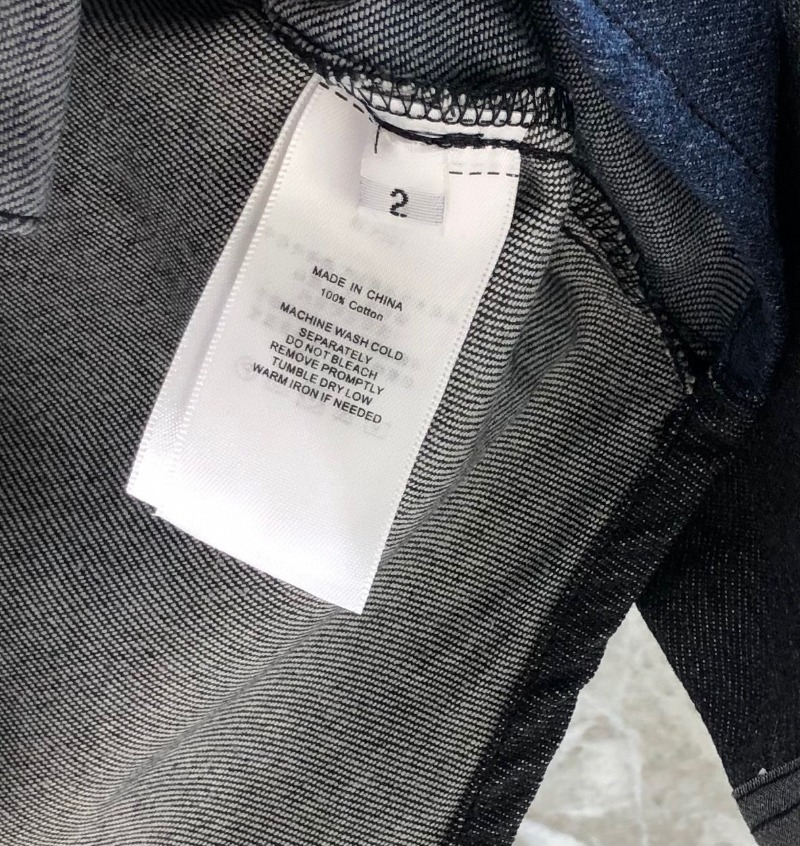 2
MADE IN CHINA
100% Cotton
MACHINE WASH COLD
SEPARATELY
DO NOT BLEACH
REMOVE PROMPTLY
TUMBLE DRY LOW
WARM IRON IF NEEDED